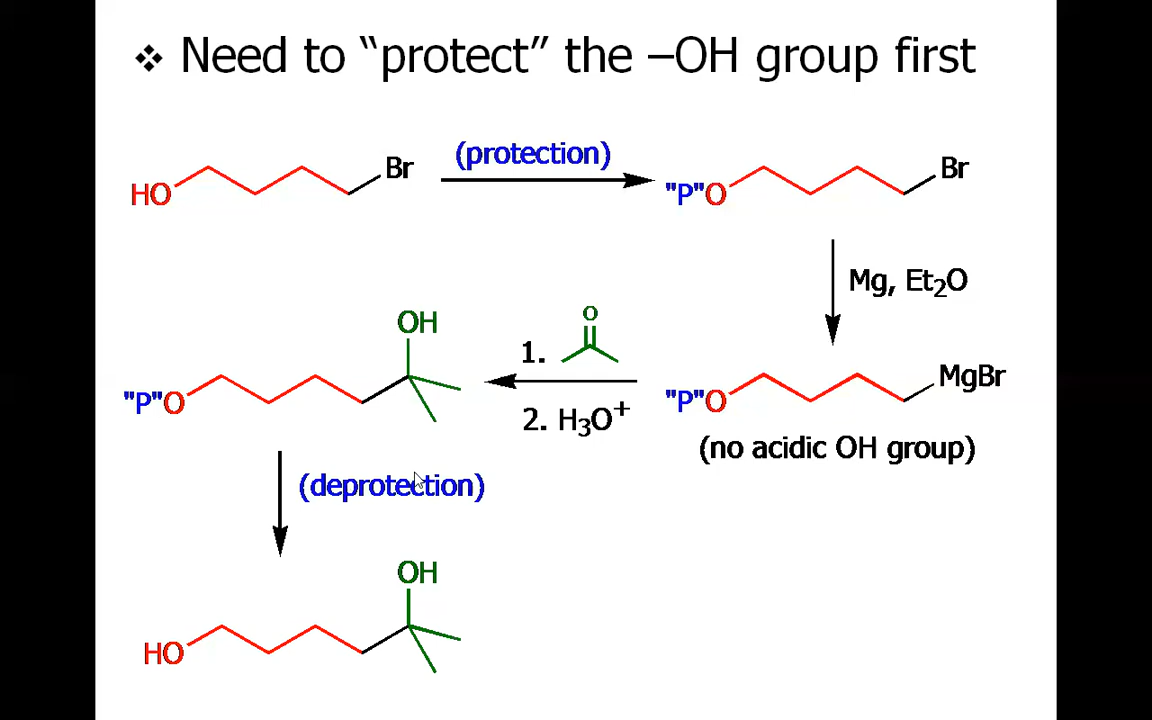 ❖ Need to “protect” the –OH group first
HO Br (protection) "P"O Br
Mg, Et₂O
OH
1. O
"P"O "P"O MgBr
2. H₃O⁺
(no acidic OH group)
(deprotection)
OH
HO